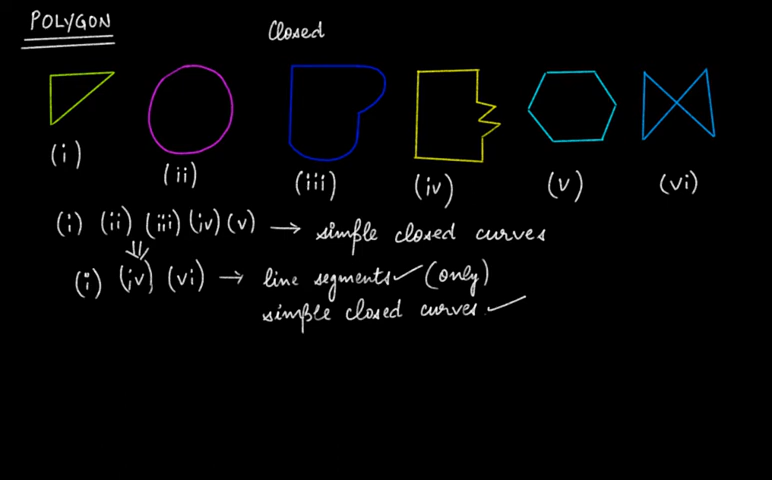 POLYGON
Closed
(i) (ii) (iii) (iv) (v) (vi)
(i) (ii) (iii) (iv) (v) → simple closed curves
(i) (iv) (vi) → line segments ✓ (only)
simple closed curves. ✓